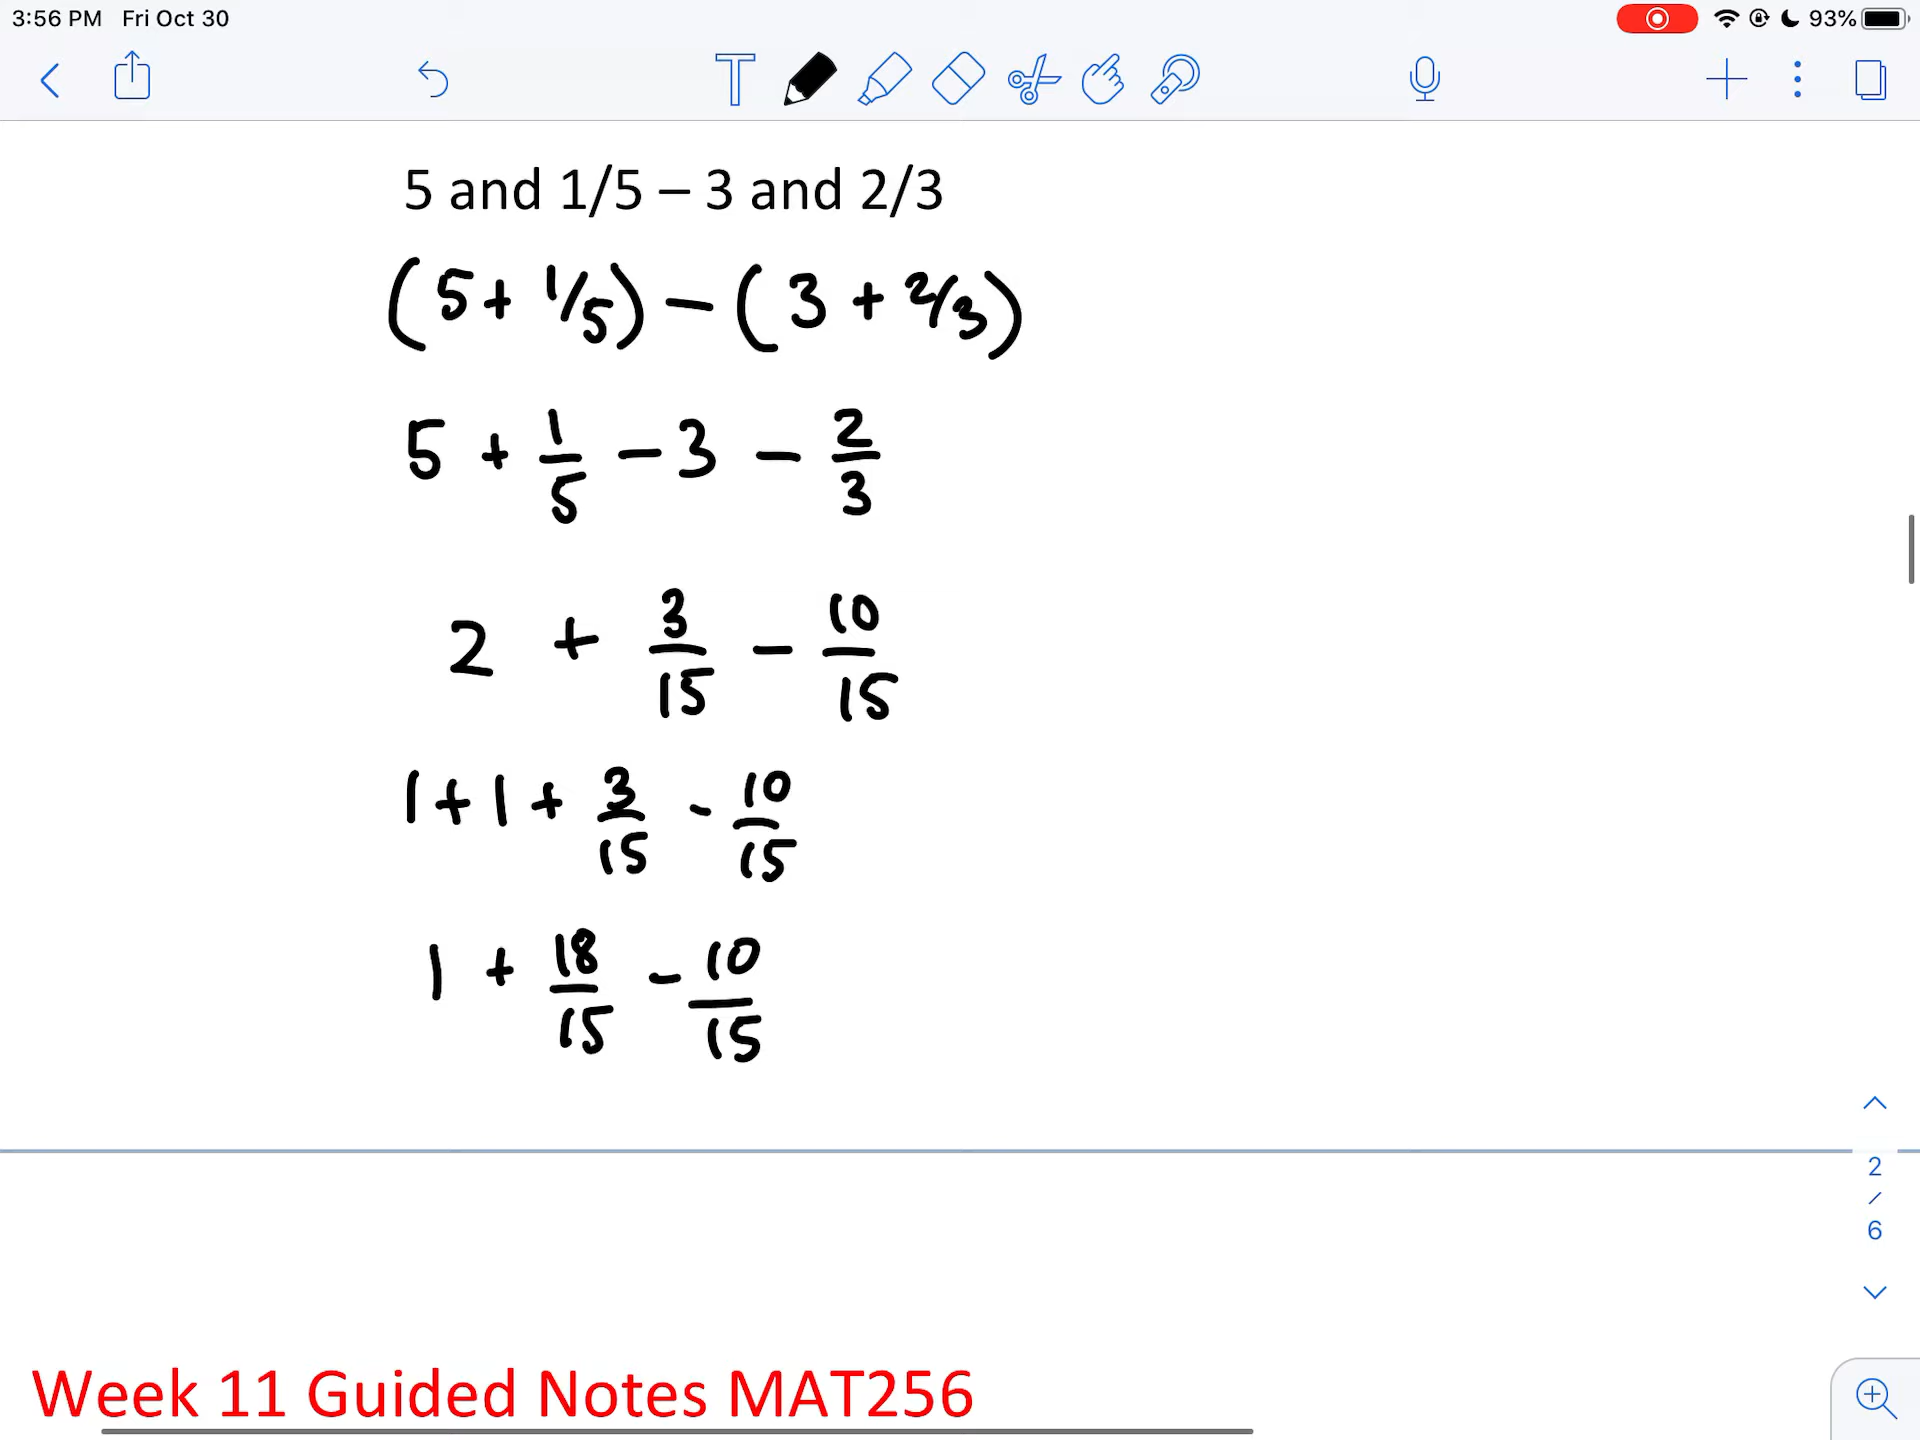 3:56 PM Fri Oct 30 93%
T
5 and 1/5 – 3 and 2/3
(5 + 1/5) – (3 + 2/3)
5 + 1/5 – 3 – 2/3
2 + 3/15 – 10/15
1 + 1 + 3/15 - 10/15
1 + 18/15 - 10/15
2
/
6
Week 11 Guided Notes MAT256